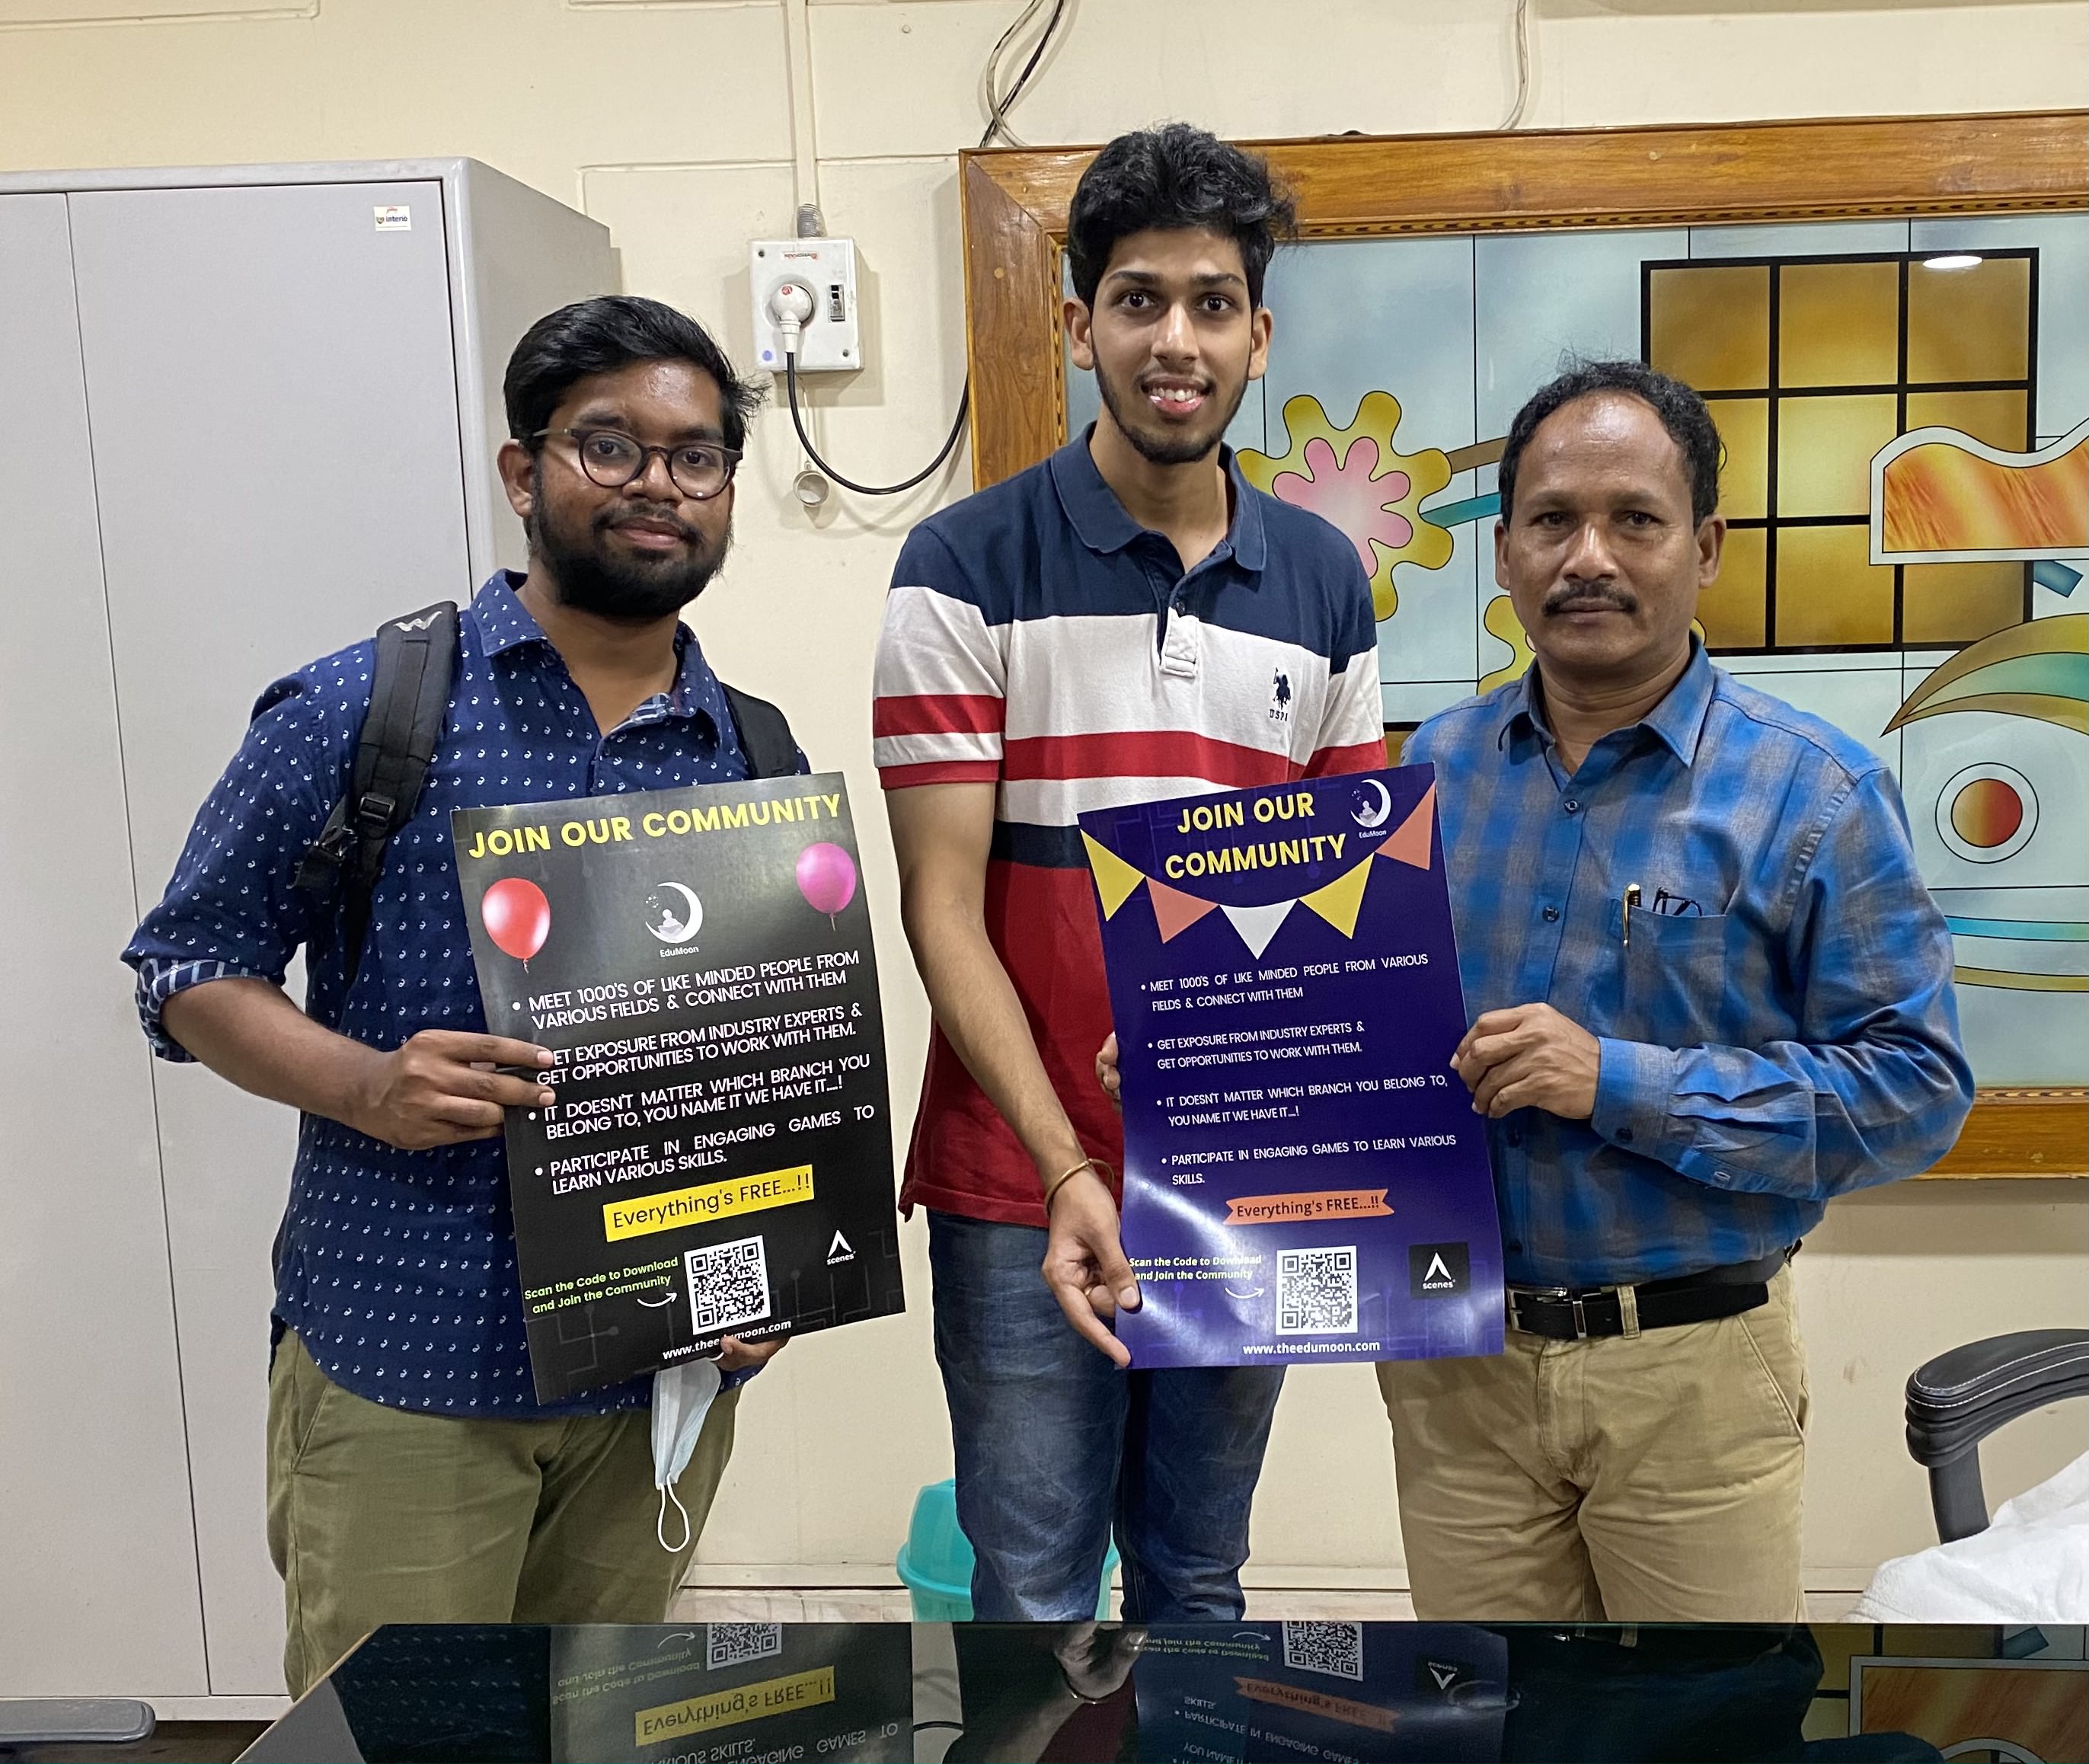 interio
USPA
JOIN OUR COMMUNITY
EduMoon
• MEET 1000'S OF LIKE MINDED PEOPLE FROM
VARIOUS FIELDS & CONNECT WITH THEM
ET EXPOSURE FROM INDUSTRY EXPERTS &
GET OPPORTUNITIES TO WORK WITH THEM.
• IT DOESN'T MATTER WHICH BRANCH YOU
BELONG TO, YOU NAME IT WE HAVE IT....!
• PARTICIPATE IN ENGAGING GAMES TO
LEARN VARIOUS SKILLS.
Everything's FREE...!!
Scan the Code to Download
and Join the Community
scenes
www.theedumoon.com
JOIN OUR
COMMUNITY
EduMoon
• MEET 1000'S OF LIKE MINDED PEOPLE FROM VARIOUS
FIELDS & CONNECT WITH THEM
• GET EXPOSURE FROM INDUSTRY EXPERTS &
GET OPPORTUNITIES TO WORK WITH THEM.
• IT DOESN'T MATTER WHICH BRANCH YOU BELONG TO,
YOU NAME IT WE HAVE IT....!
• PARTICIPATE IN ENGAGING GAMES TO LEARN VARIOUS
SKILLS.
Everything's FREE...!!
Scan the Code to Download
and Join the Community
scenes
www.theedumoon.com